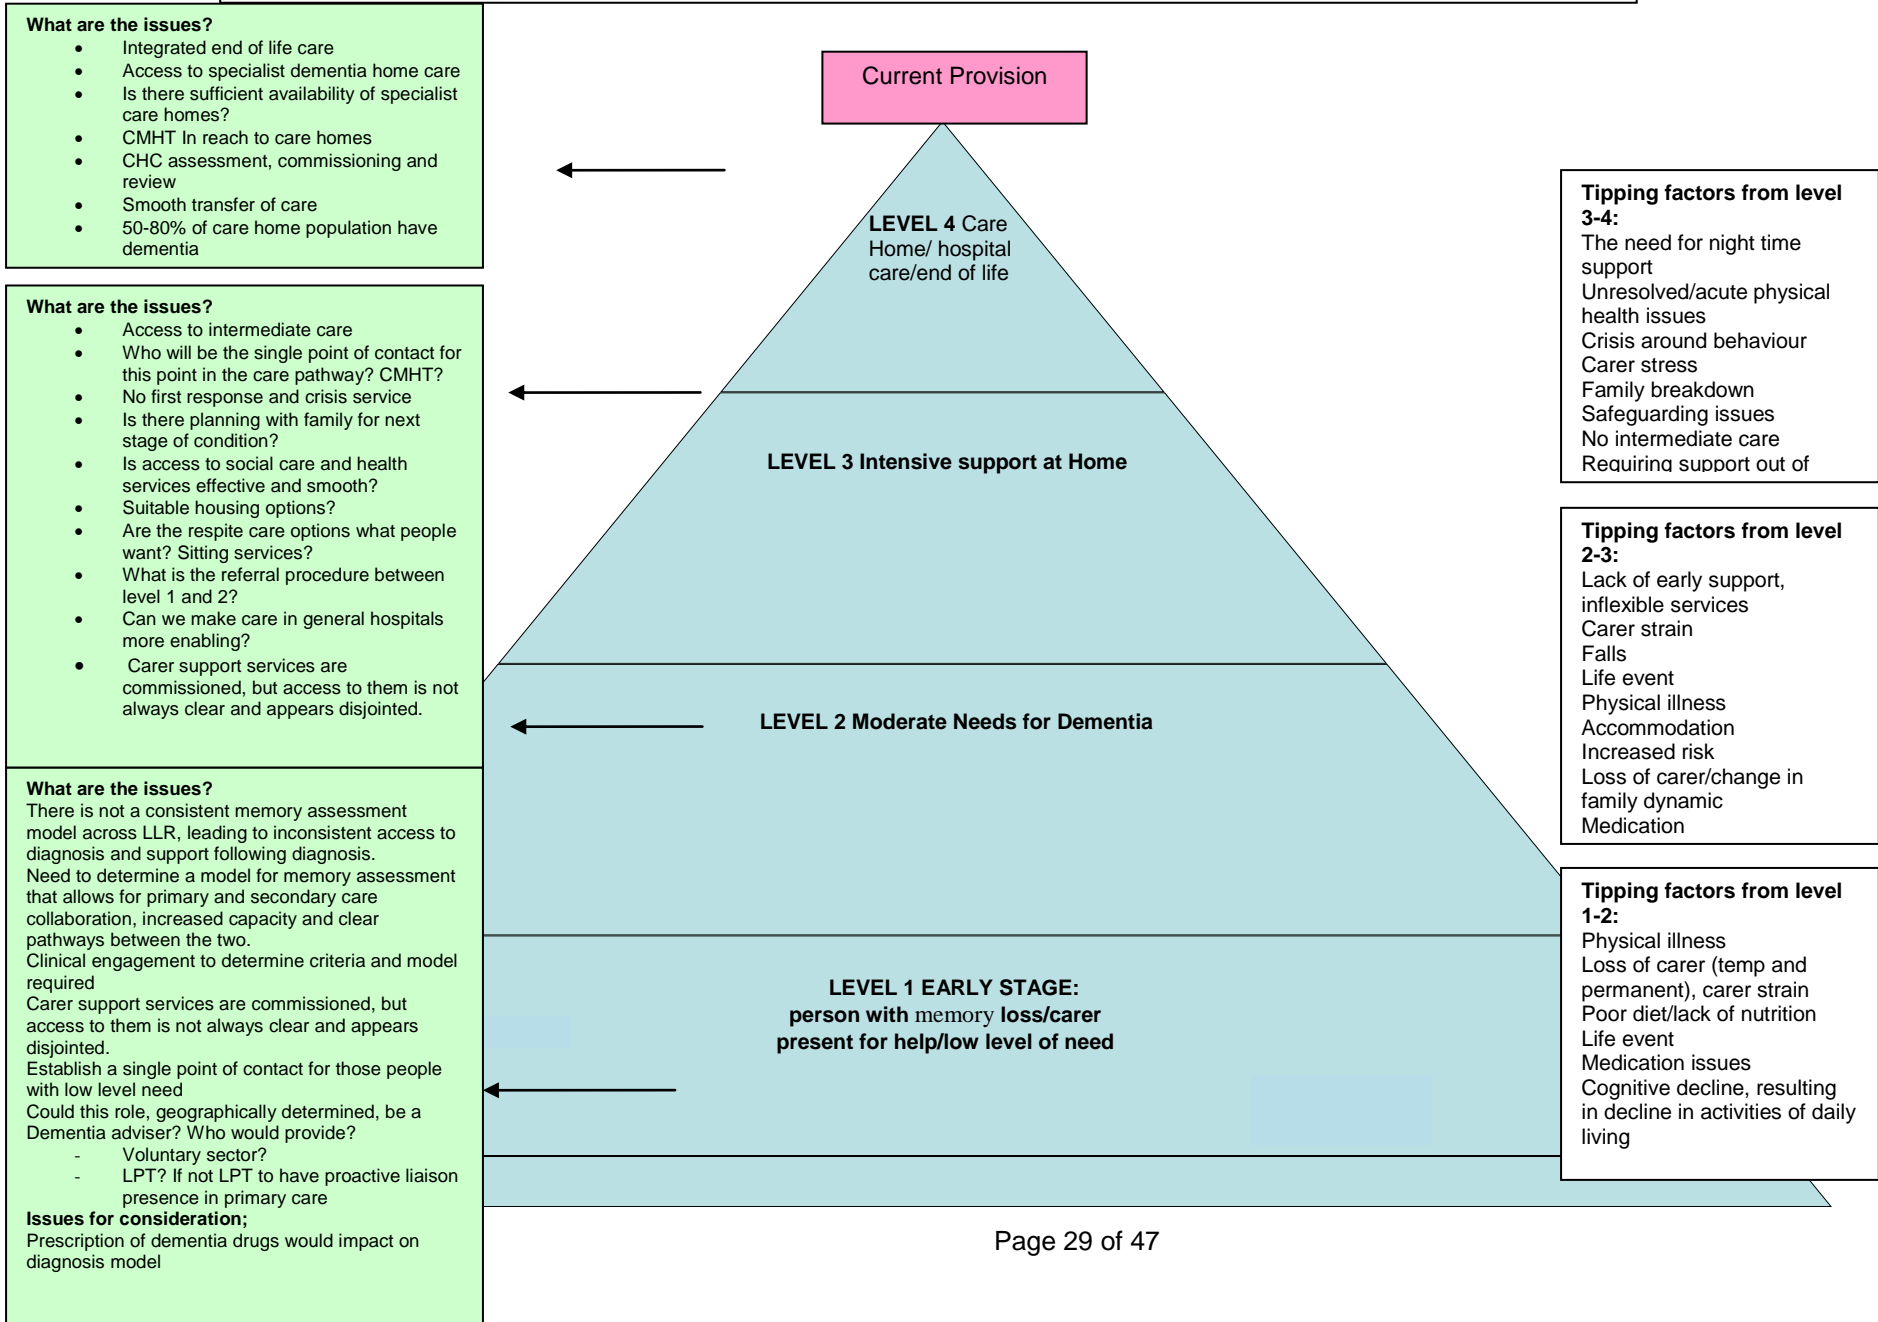 What are the issues?
• Integrated end of life care
• Access to specialist dementia home care
• Is there sufficient availability of specialist
care homes?
• CMHT In reach to care homes
• CHC assessment, commissioning and
review
• Smooth transfer of care
• 50-80% of care home population have
dementia
What are the issues?
• Access to intermediate care
• Who will be the single point of contact for
this point in the care pathway? CMHT?
• No first response and crisis service
• Is there planning with family for next
stage of condition?
• Is access to social care and health
services effective and smooth?
• Suitable housing options?
• Are the respite care options what people
want? Sitting services?
• What is the referral procedure between
level 1 and 2?
• Can we make care in general hospitals
more enabling?
• Carer support services are
commissioned, but access to them is not
always clear and appears disjointed.
What are the issues?
There is not a consistent memory assessment
model across LLR, leading to inconsistent access to
diagnosis and support following diagnosis.
Need to determine a model for memory assessment
that allows for primary and secondary care
collaboration, increased capacity and clear
pathways between the two.
Clinical engagement to determine criteria and model
required
Carer support services are commissioned, but
access to them is not always clear and appears
disjointed.
Establish a single point of contact for those people
with low level need
Could this role, geographically determined, be a
Dementia adviser? Who would provide?
- Voluntary sector?
- LPT? If not LPT to have proactive liaison
presence in primary care
Issues for consideration;
Prescription of dementia drugs would impact on
diagnosis model
Current Provision
LEVEL 4 Care
Home/ hospital
care/end of life
LEVEL 3 Intensive support at Home
LEVEL 2 Moderate Needs for Dementia
LEVEL 1 EARLY STAGE:
person with memory loss/carer
present for help/low level of need
Tipping factors from level
3-4:
The need for night time
support
Unresolved/acute physical
health issues
Crisis around behaviour
Carer stress
Family breakdown
Safeguarding issues
No intermediate care
Requiring support out of
Tipping factors from level
2-3:
Lack of early support,
inflexible services
Carer strain
Falls
Life event
Physical illness
Accommodation
Increased risk
Loss of carer/change in
family dynamic
Medication
Tipping factors from level
1-2:
Physical illness
Loss of carer (temp and
permanent), carer strain
Poor diet/lack of nutrition
Life event
Medication issues
Cognitive decline, resulting
in decline in activities of daily
living
Page 29 of 47